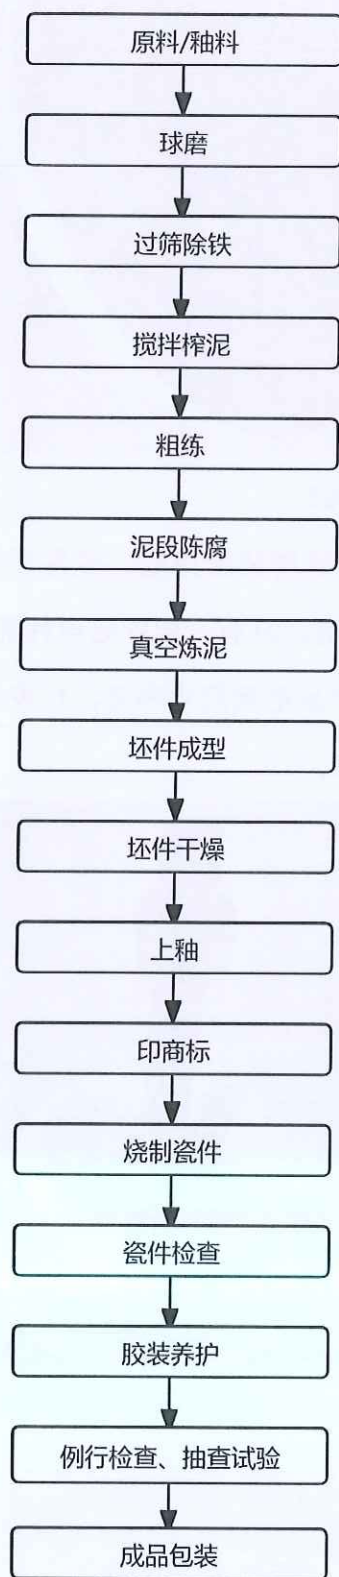 原料/釉料
球磨
过筛除铁
搅拌榨泥
粗练
泥段陈腐
真空炼泥
坯件成型
坯件干燥
上釉
印商标
烧制瓷件
瓷件检查
胶装养护
例行检查、抽查试验
成品包装